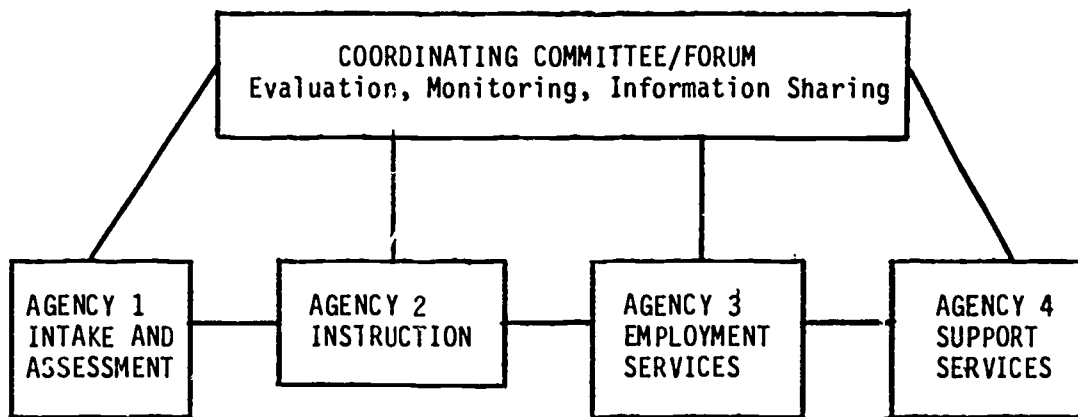 COORDINATING COMMITTEE/FORUM
Evaluation, Monitoring, Information Sharing
AGENCY 1
INTAKE AND
ASSESSMENT
AGENCY 2
INSTRUCTION
AGENCY 3
EMPLOYMENT
SERVICES
AGENCY 4
SUPPORT
SERVICES